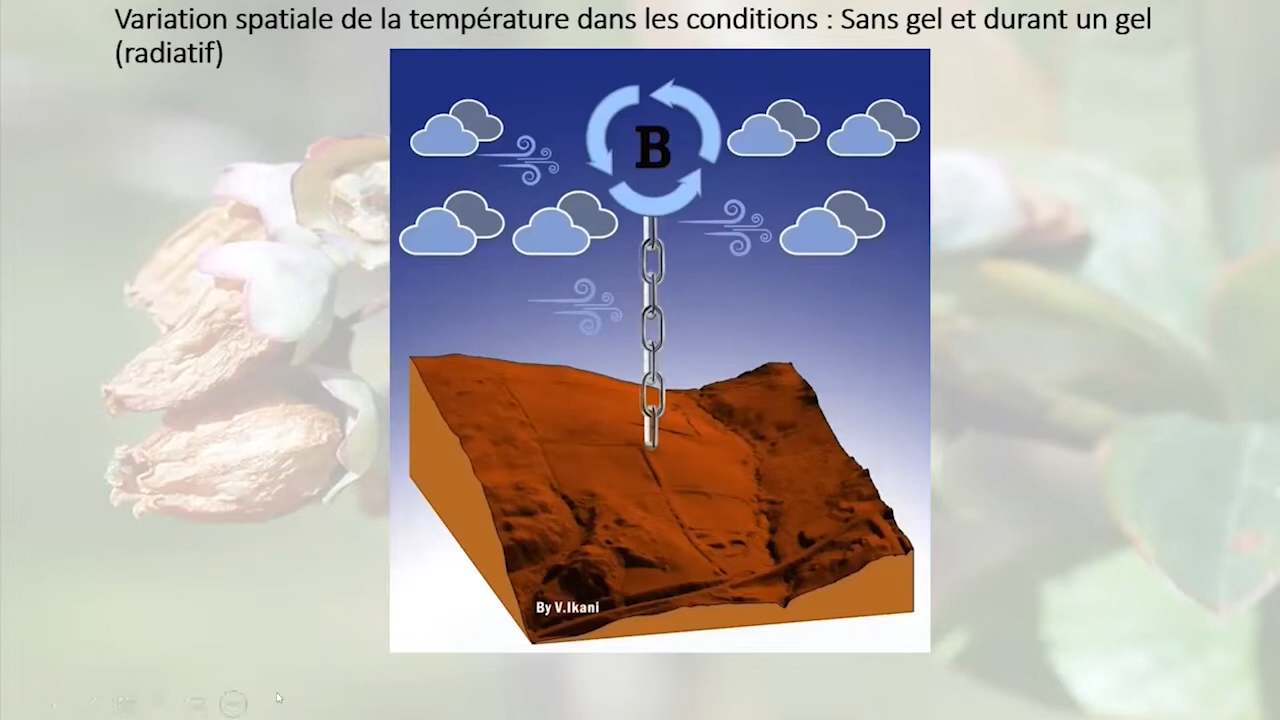 Variation spatiale de la température dans les conditions : Sans gel et durant un gel
(radiatif)
B
By V.Ikani